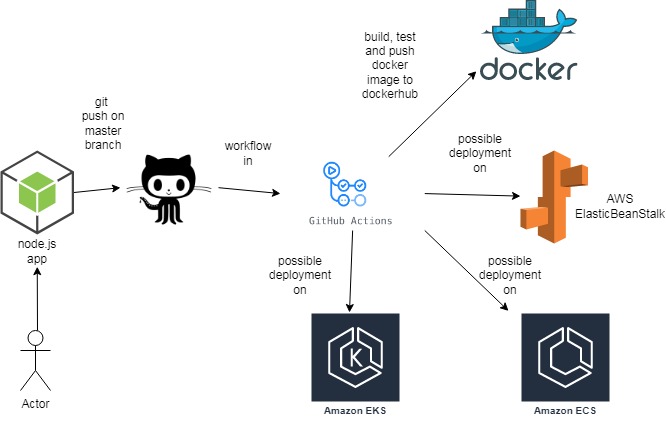 build, test
and push
docker
image to
dockerhub
docker
git
push on
master
branch
workflow
in
possible
deployment
on
GitHub Actions
AWS
ElasticBeanStalk
node.js
app
possible
deployment
on
possible
deployment
on
K
Actor
Amazon EKS
Amazon ECS